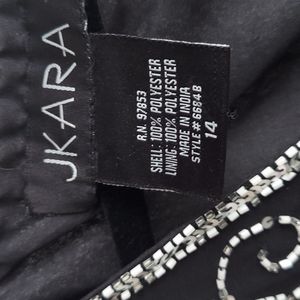 JKARA
R.N. 97853
SHELL: 100% POLYESTER
LINING: 100% POLYESTER
MADE IN INDIA
STYLE# 6684B
14